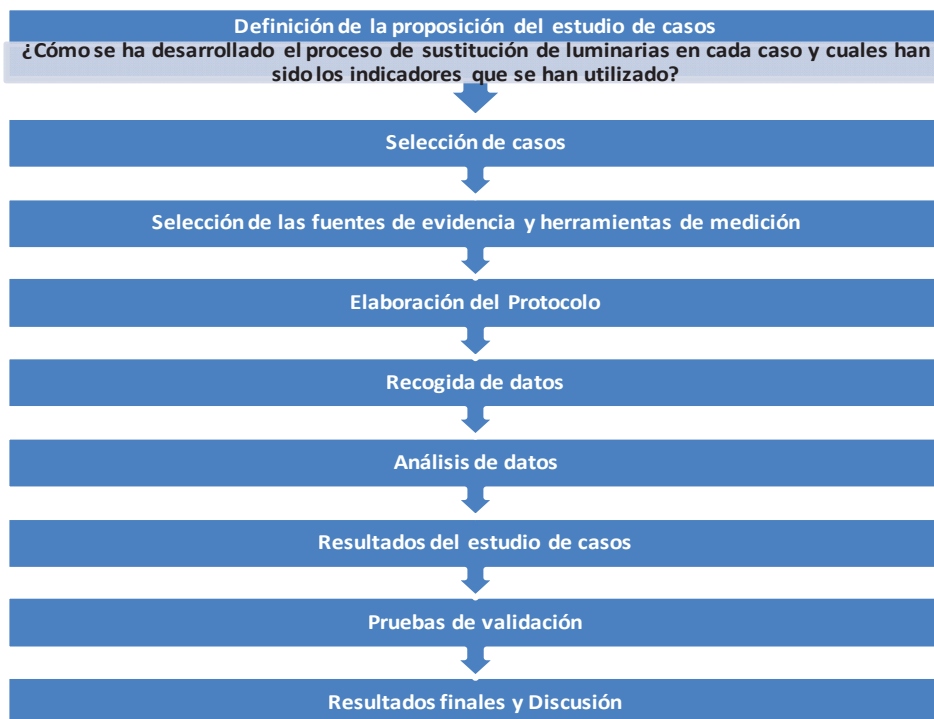 Definición de la proposición del estudio de casos
¿Cómo se ha desarrollado el proceso de sustitución de luminarias en cada caso y cuales han
sido los indicadores que se han utilizado?
Selección de casos
Selección de las fuentes de evidencia y herramientas de medición
Elaboración del Protocolo
Recogida de datos
Análisis de datos
Resultados del estudio de casos
Pruebas de validación
Resultados finales y Discusión